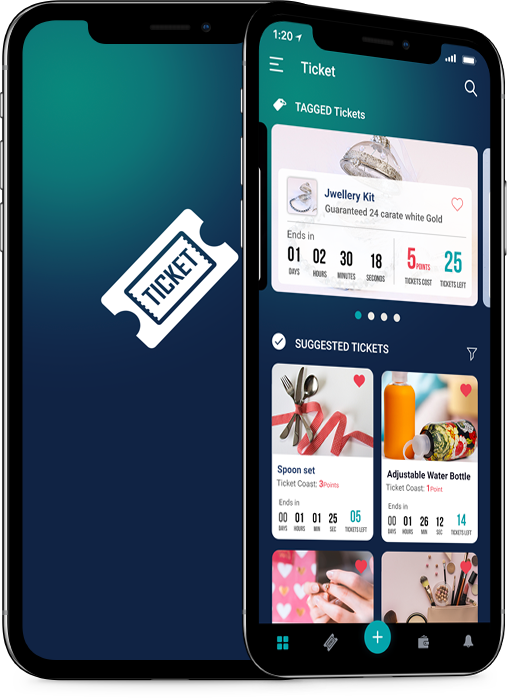 TICKET
1:20
Ticket
TAGGED Tickets
Jwellery Kit
Guaranteed 24 carate white Gold
Ends in
01 02 30 18
DAYS HOURS MINUTES SECONDS
5 POINTS 25
TICKETS COST TICKETS LEFT
SUGGESTED TICKETS
Spoon set
Ticket Coast: 3Points
Ends in
00 01 01 25 05
DAYS HOURS MIN SEC TICKETS LEFT
Adjustable Water Bottle
Ticket Coast: 1Point
Ends in
00 01 26 12 14
DAYS HOURS MIN SEC TICKETS LEFT